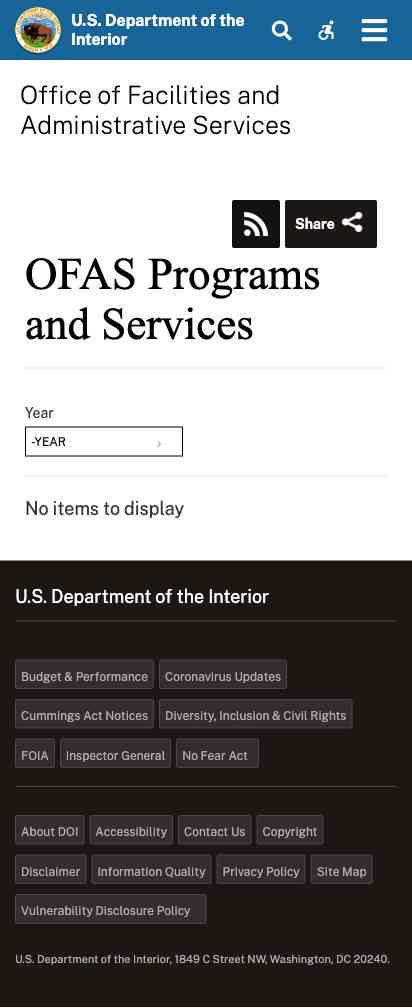 U.S. Department of the
Interior
Office of Facilities and
Administrative Services
Share
OFAS Programs
and Services
Year
-YEAR
No items to display
U.S. Department of the Interior
Budget & Performance
Coronavirus Updates
Cummings Act Notices
Diversity, Inclusion & Civil Rights
FOIA
Inspector General
No Fear Act
About DOI
Accessibility
Contact Us
Copyright
Disclaimer
Information Quality
Privacy Policy
Site Map
Vulnerability Disclosure Policy
U.S. Department of the Interior, 1849 C Street NW, Washington, DC 20240.